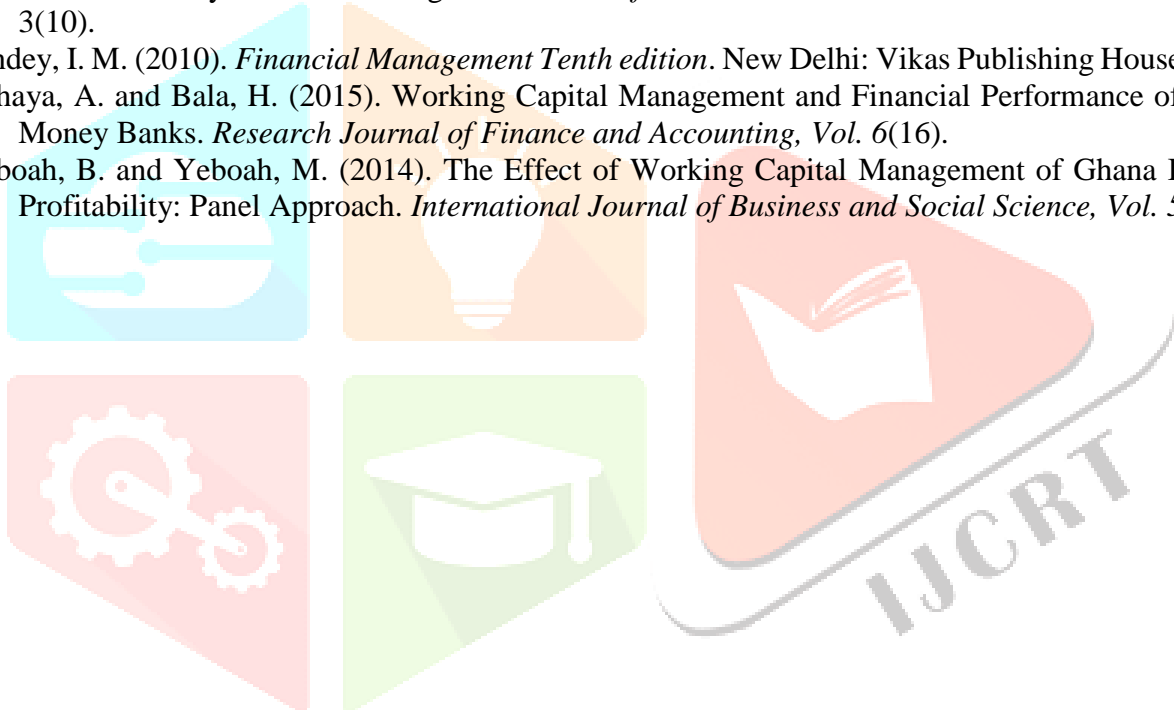 3(10).
ndey, I. M. (2010). Financial Management Tenth edition. New Delhi: Vikas Publishing House
haya, A. and Bala, H. (2015). Working Capital Management and Financial Performance of
Money Banks. Research Journal of Finance and Accounting, Vol. 6(16).
boah, B. and Yeboah, M. (2014). The Effect of Working Capital Management of Ghana
Profitability: Panel Approach. International Journal of Business and Social Science, Vol. 5
IJCRT